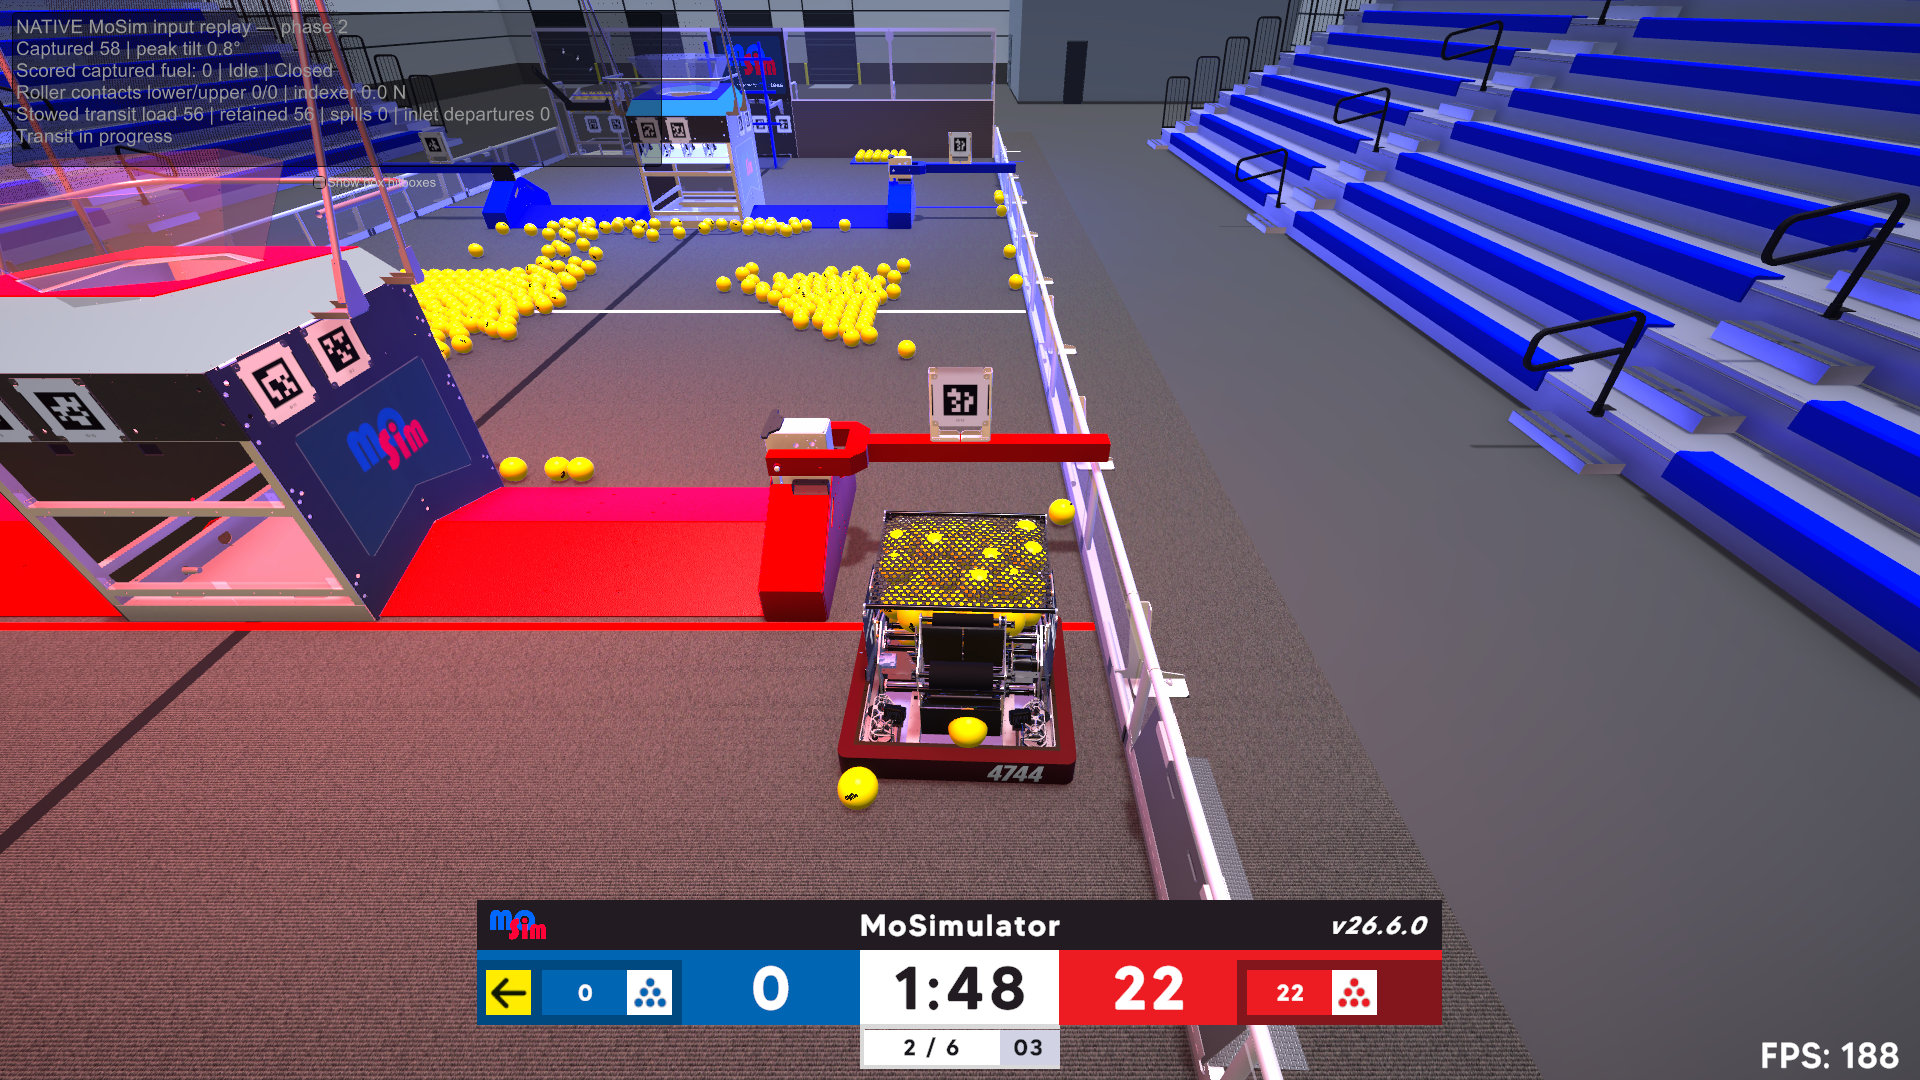 NATIVE MoSim input replay — phase 2
Captured 58 | peak tilt 0.8°
Scored captured fuel: 0 | Idle | Closed
Roller contacts lower/upper 0/0 | indexer 0.0 N
Stowed transit load 56 | retained 56 | spills 0 | inlet departures 0
Transit in progress
MoSim
MoSim
4744
MoSim
MoSimulator
v26.6.0
0
0
1:48
22
22
2 / 6
03
FPS: 188